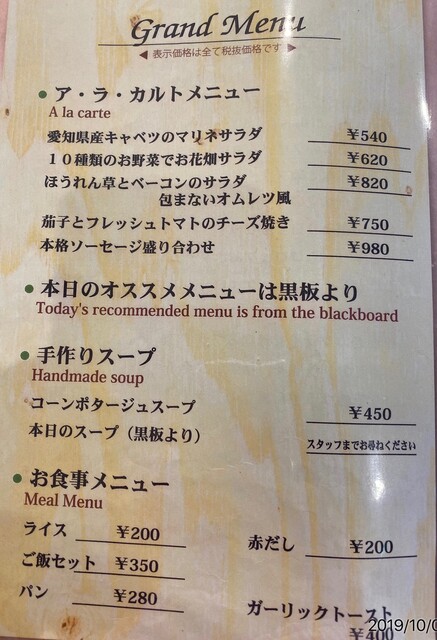 Grand Menu
◀ 表示価格は全て税抜価格です ▶
● ア・ラ・カルトメニュー
A la carte
愛知県産キャベツのマリネサラダ ￥540
１０種類のお野菜でお花畑サラダ ￥620
ほうれん草とベーコンのサラダ ￥820
包まないオムレツ風
茄子とフレッシュトマトのチーズ焼き ￥750
本格ソーセージ盛り合わせ ￥980
● 本日のオススメメニューは黒板より
Today's recommended menu is from the blackboard
● 手作りスープ
Handmade soup
コーンポタージュスープ ￥450
本日のスープ（黒板より） スタッフまでお尋ねください
● お食事メニュー
Meal Menu
ライス ￥200 赤だし ￥200
ご飯セット ￥350
パン ￥280 ガーリックトースト
￥400
2019/10/0